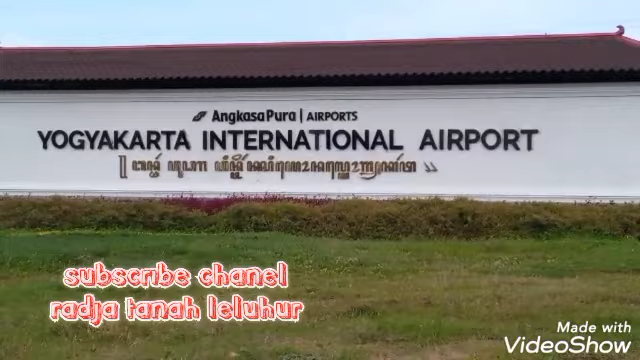 AngkasaPura | AIRPORTS
YOGYAKARTA INTERNATIONAL AIRPORT
subscribe chanel
radja tanah leluhur
Made with
VideoShow